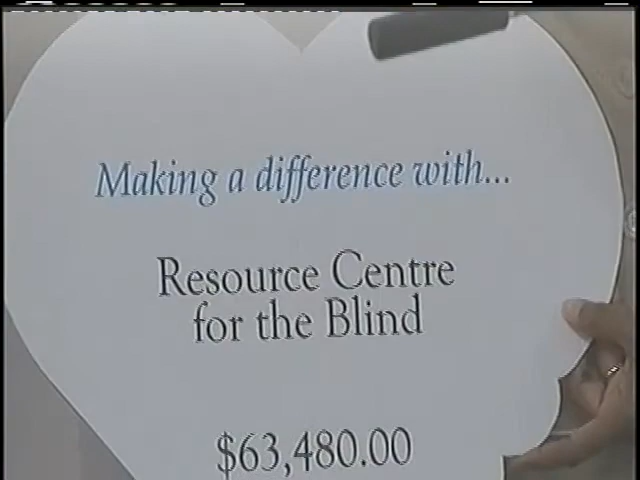 Making a difference with...
Resource Centre
for the Blind
$63,480.00